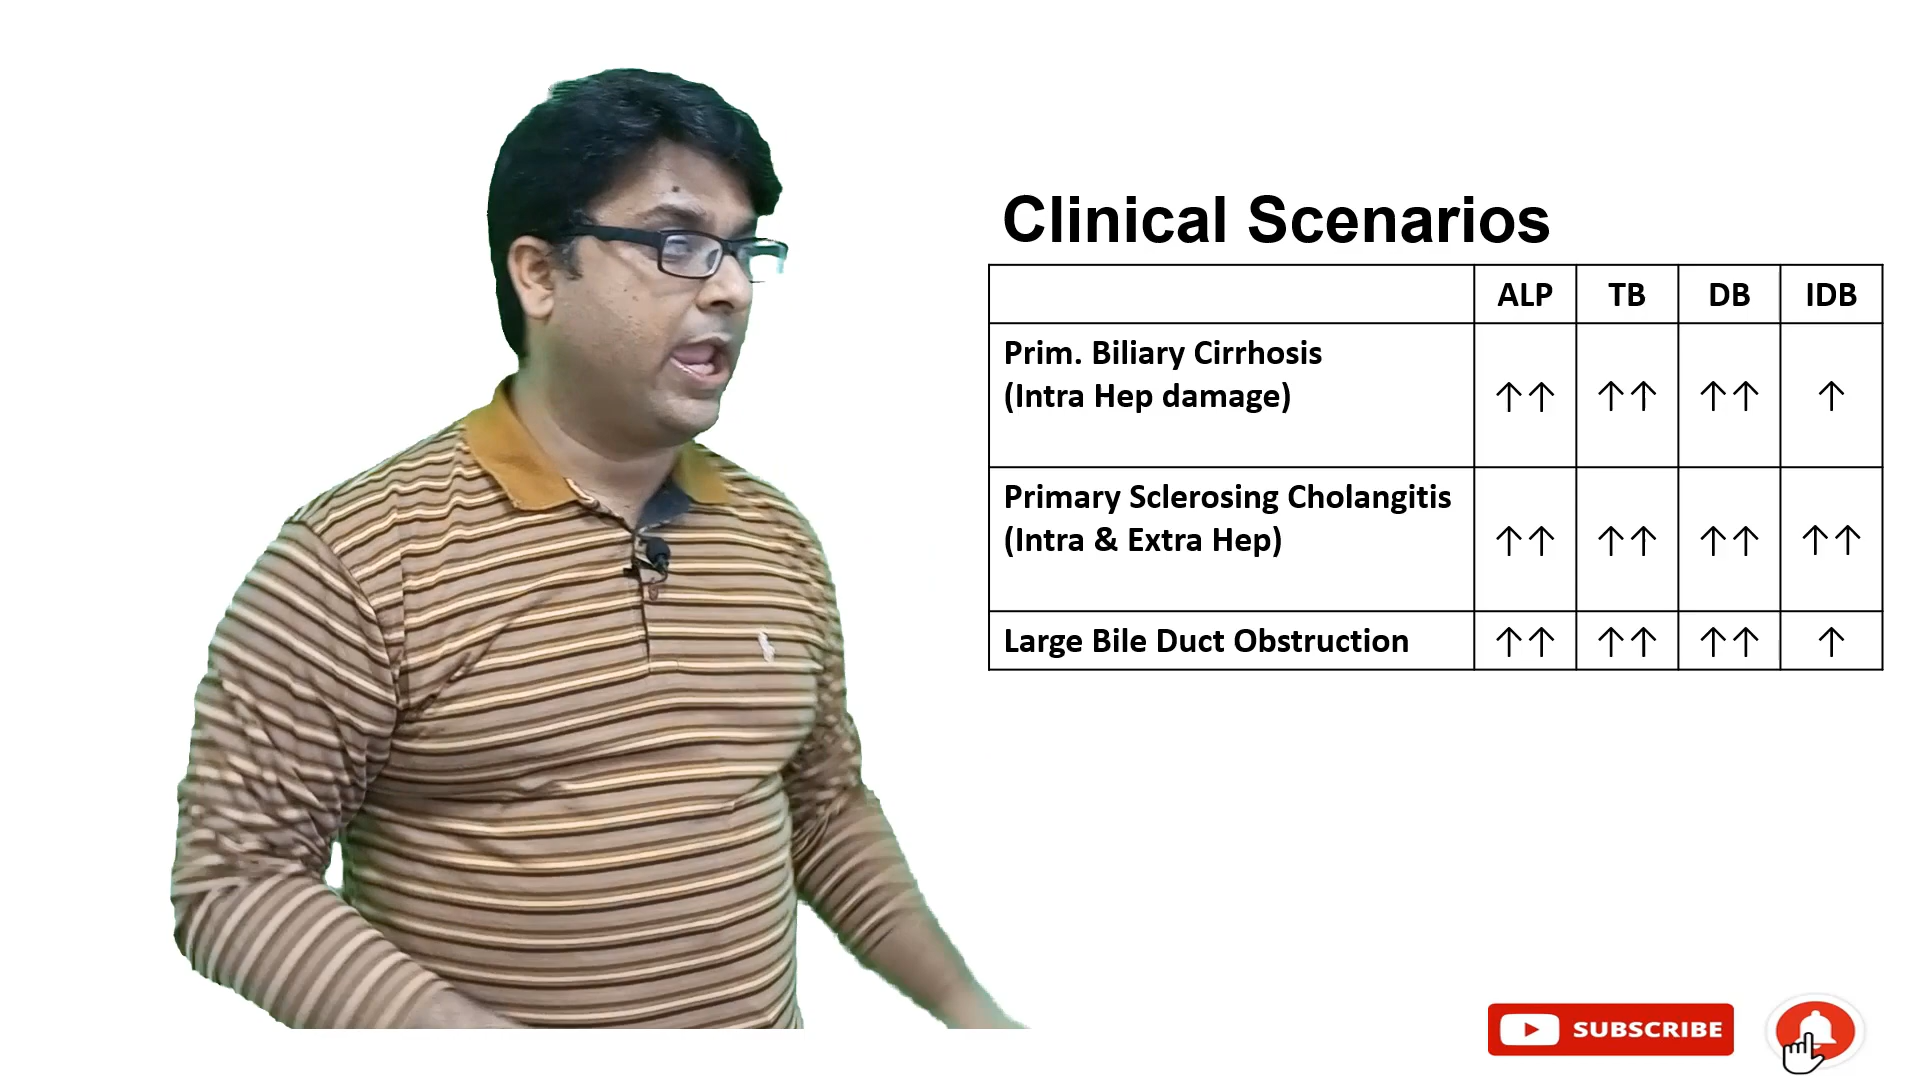 Clinical Scenarios
ALP TB DB IDB
Prim. Biliary Cirrhosis
(Intra Hep damage) ↑↑ ↑↑ ↑↑ ↑
Primary Sclerosing Cholangitis
(Intra & Extra Hep) ↑↑ ↑↑ ↑↑ ↑↑
Large Bile Duct Obstruction ↑↑ ↑↑ ↑↑ ↑
SUBSCRIBE